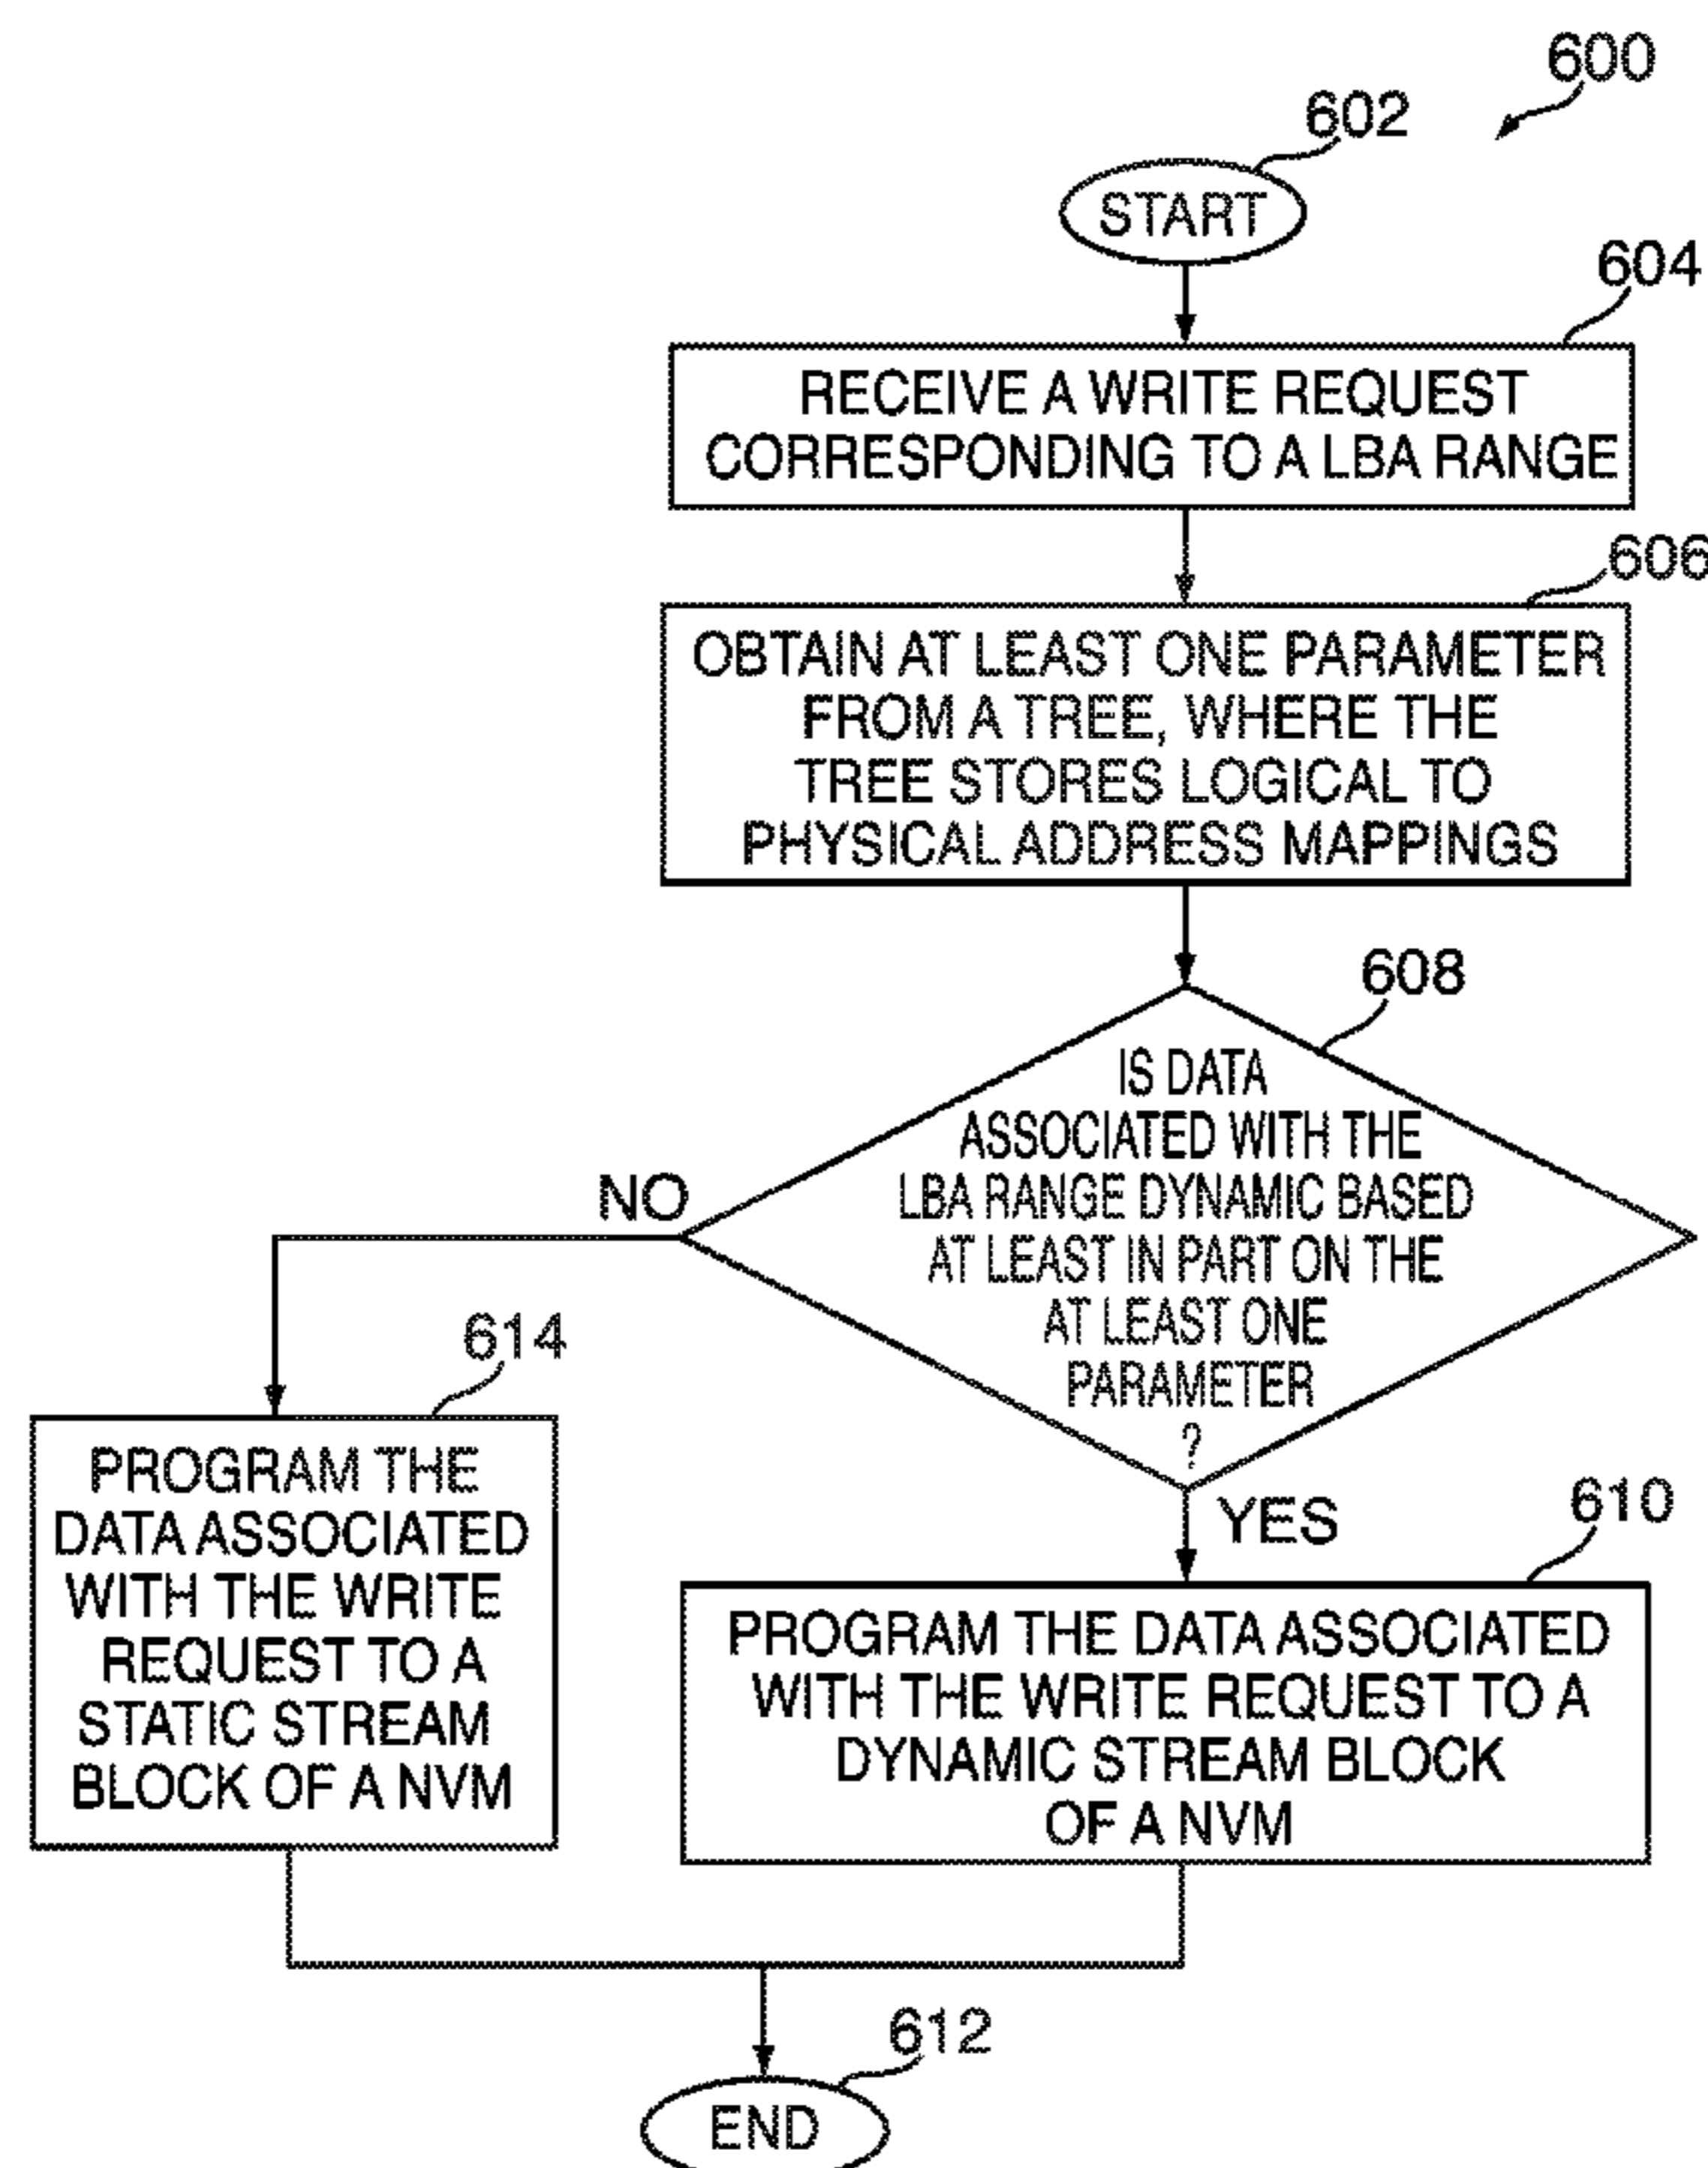 600
602
START
604
RECEIVE A WRITE REQUEST
CORRESPONDING TO A LBA RANGE
606
OBTAIN AT LEAST ONE PARAMETER
FROM A TREE, WHERE THE
TREE STORES LOGICAL TO
PHYSICAL ADDRESS MAPPINGS
608
IS DATA
ASSOCIATED WITH THE
LBA RANGE DYNAMIC BASED
AT LEAST IN PART ON THE
AT LEAST ONE
PARAMETER
?
NO
YES
614
PROGRAM THE
DATA ASSOCIATED
WITH THE WRITE
REQUEST TO A
STATIC STREAM
BLOCK OF A NVM
610
PROGRAM THE DATA ASSOCIATED
WITH THE WRITE REQUEST TO A
DYNAMIC STREAM BLOCK
OF A NVM
612
END